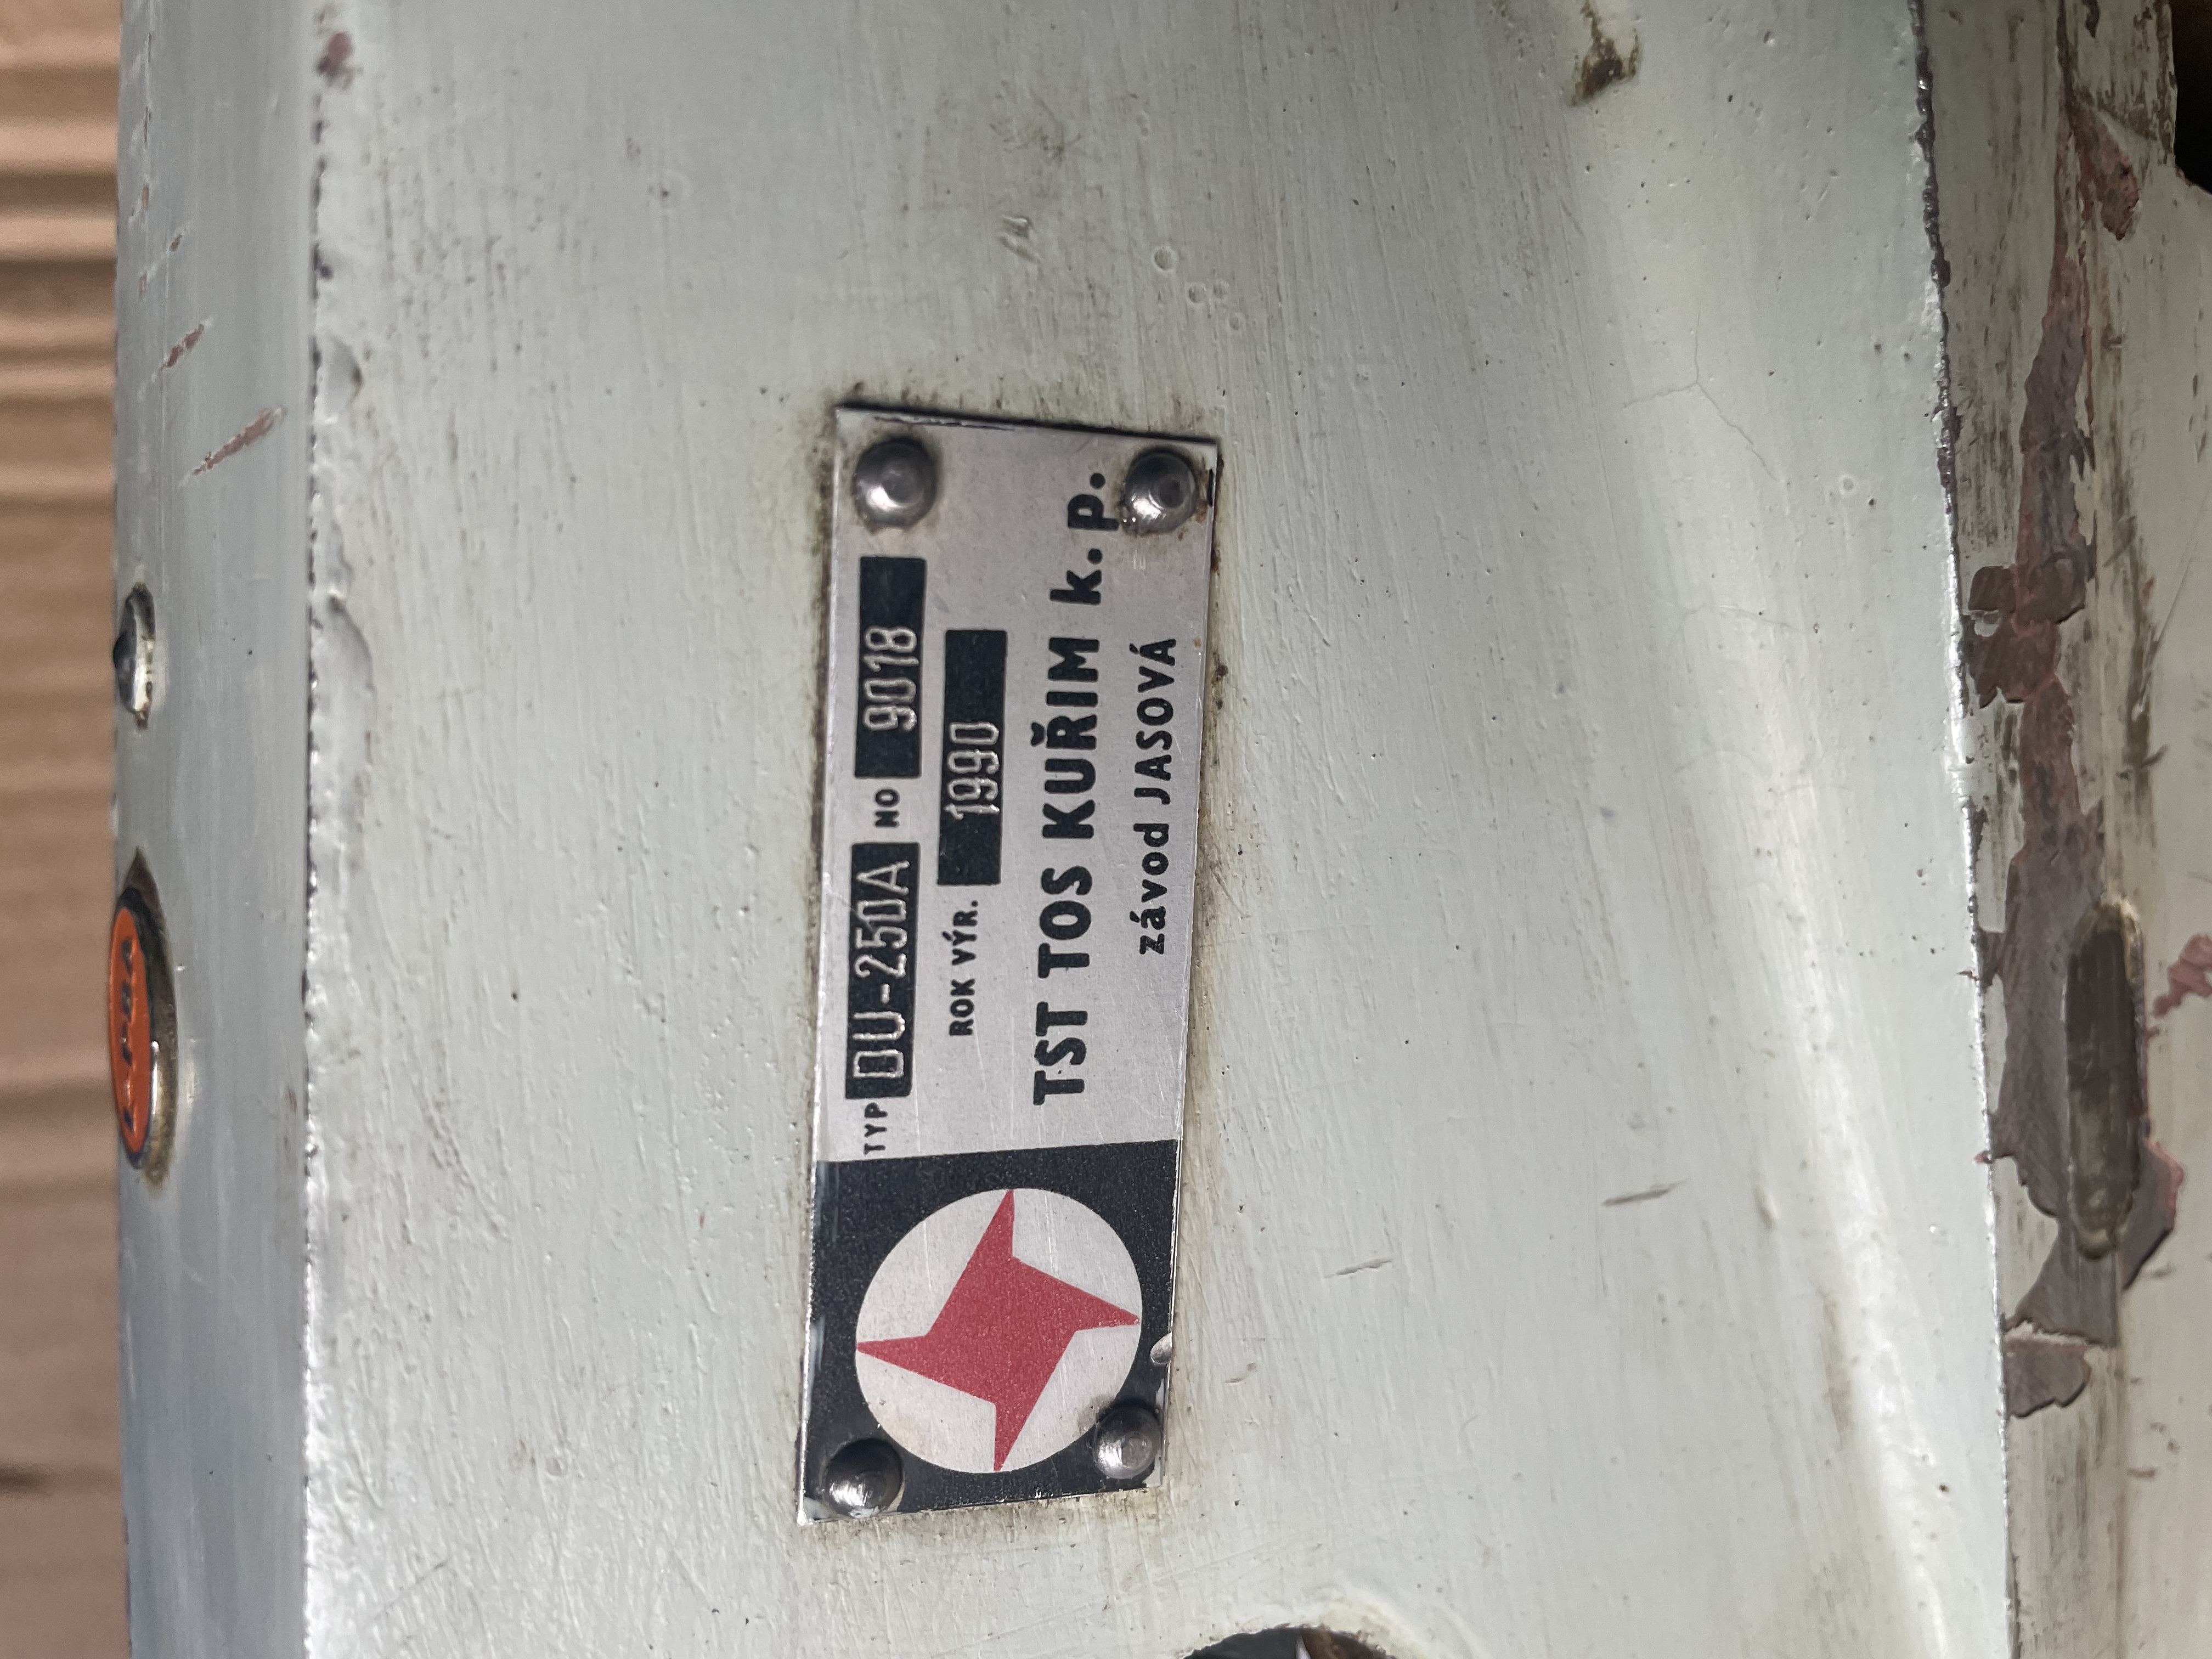 TYP DU-250A NO 9018
ROK VÝR. 1990
TST TOS KUŘIM k.p.
závod JASOVÁ